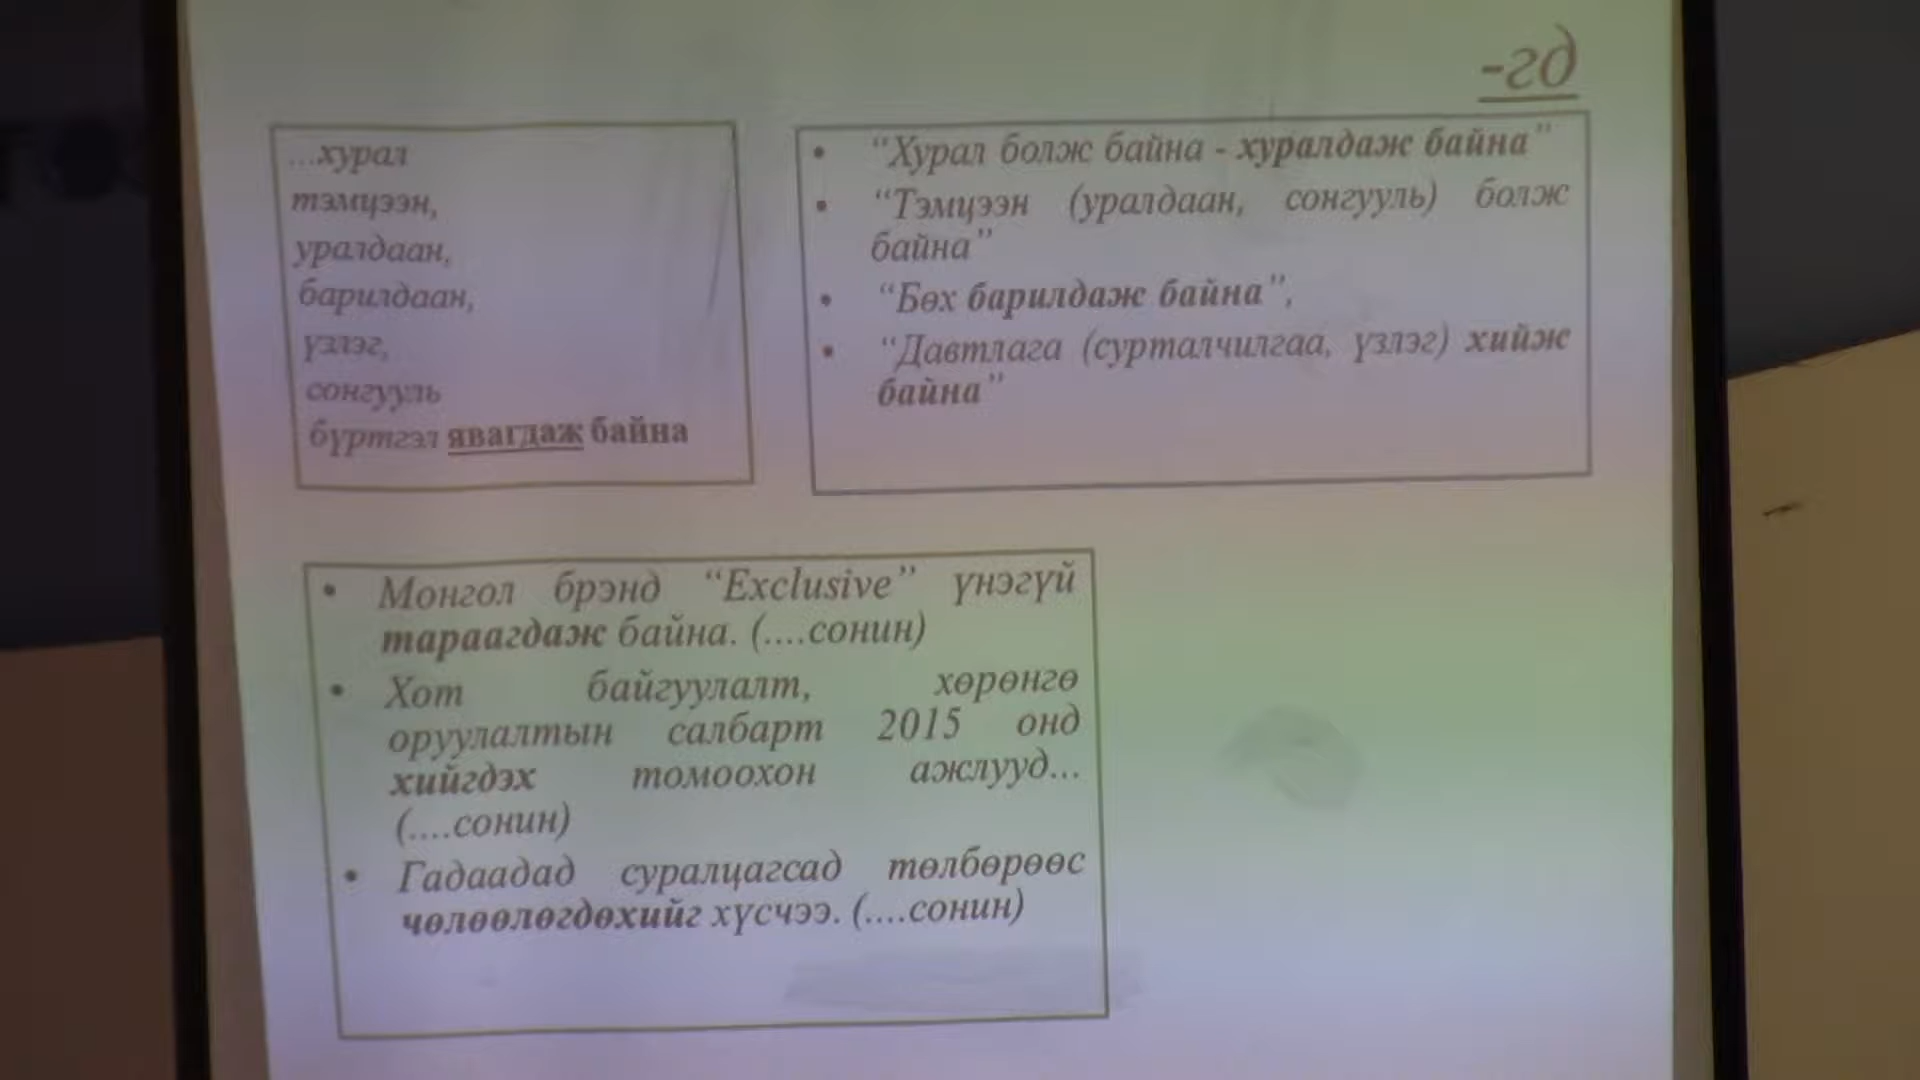 -гд
...хурал
тэмцээн,
уралдаан,
барилдаан,
үзлэг,
сонгууль
бүртгэл явагдаж байна
• “Хурал болж байна - хуралдаж байна”
• “Тэмцээн (уралдаан, сонгууль) болж
байна”
• “Бөх барилдаж байна”,
• “Давтлага (сурталчилгаа, үзлэг) хийж
байна”
• Монгол брэнд “Exclusive” үнэгүй
тараагдаж байна. (....сонин)
• Хот байгуулалт, хөрөнгө
оруулалтын салбарт 2015 онд
хийгдэх томоохон ажлууд...
(....сонин)
• Гадаадад суралцагсад төлбөрөөс
чөлөөлөгдөхийг хүсчээ. (....сонин)